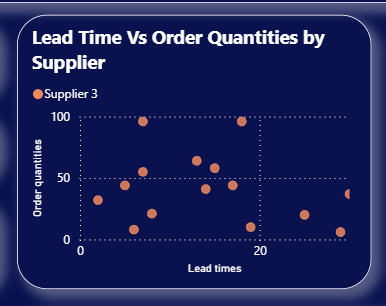 Lead Time Vs Order Quantities by
Supplier
Supplier 3
100
50
0
Order quantities
0
20
Lead times